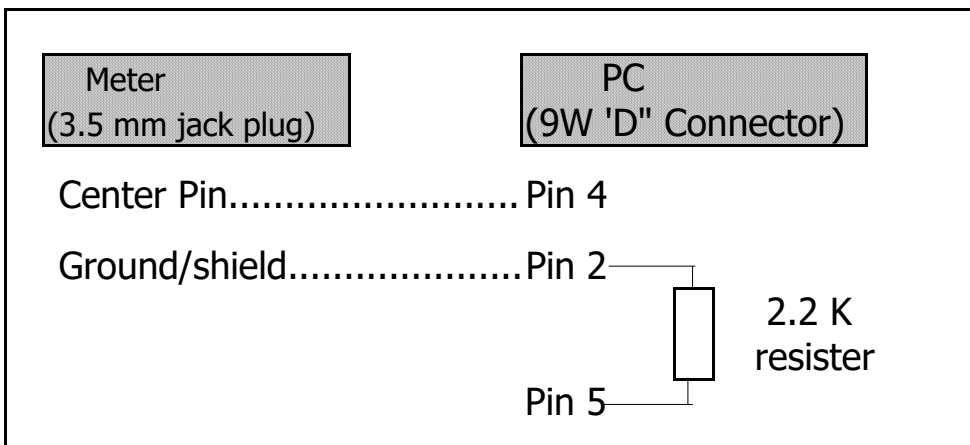 Meter
(3.5 mm jack plug)
PC
(9W 'D" Connector)
Center Pin.......................... Pin 4
Ground/shield.....................Pin 2
2.2 K
resister
Pin 5